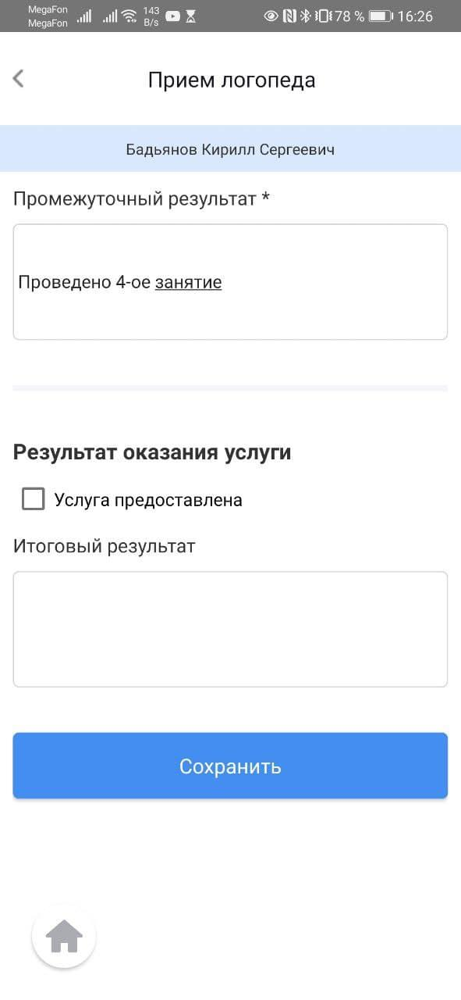 MegaFon
MegaFon
143 B/s
78 %
16:26
Прием логопеда
Бадьянов Кирилл Сергеевич
Промежуточный результат *
Проведено 4-ое занятие
Результат оказания услуги
Услуга предоставлена
Итоговый результат
Сохранить